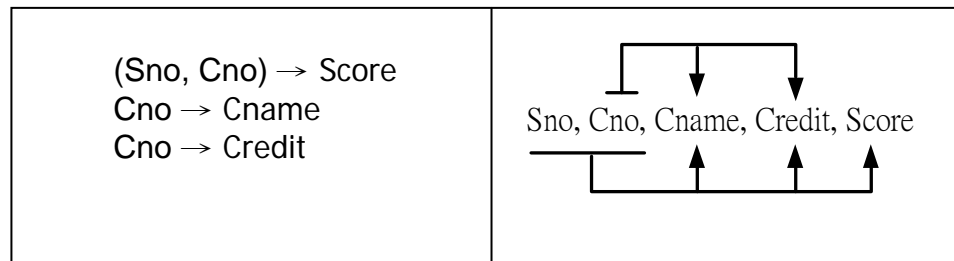 (Sno, Cno) → Score
Cno → Cname
Cno → Credit
Sno, Cno, Cname, Credit, Score